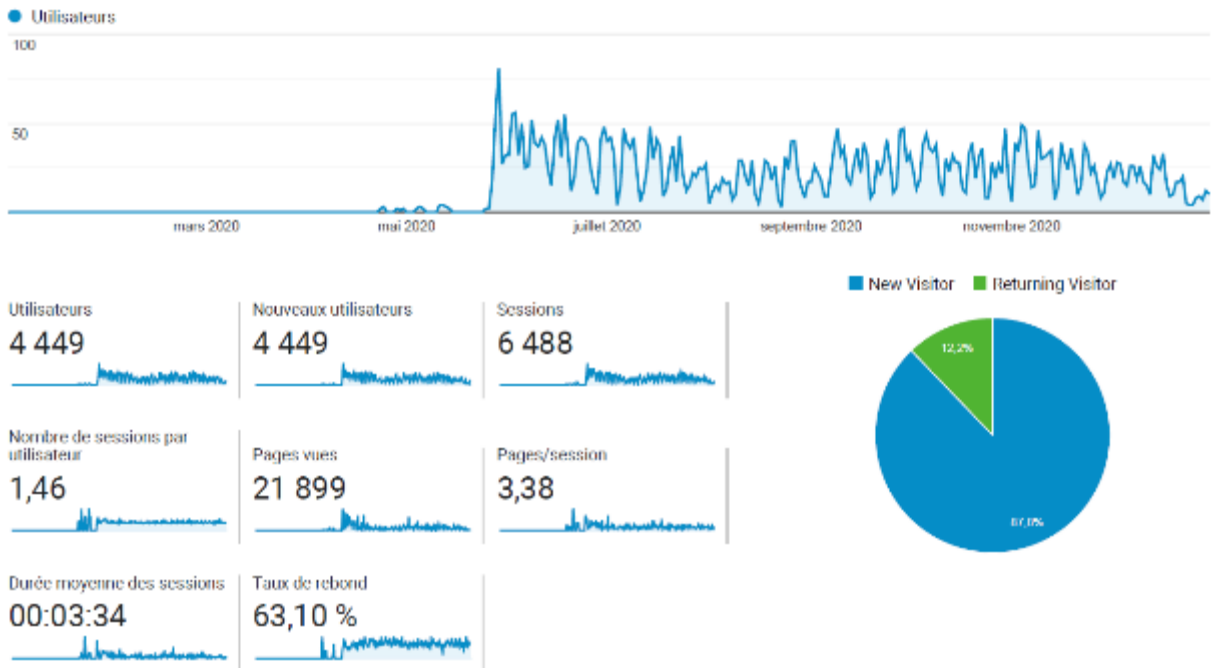 Utilisateurs
100
50
mars 2020
mai 2020
juillet 2020
septembre 2020
novembre 2020
New Visitor
Returning Visitor
12,2%
87,8%
Utilisateurs
4 449
Nouveaux utilisateurs
4 449
Sessions
6 488
Nombre de sessions par
utilisateur
1,46
Pages vues
21 899
Pages/session
3,38
Durée moyenne des sessions
00:03:34
Taux de rebond
63,10 %